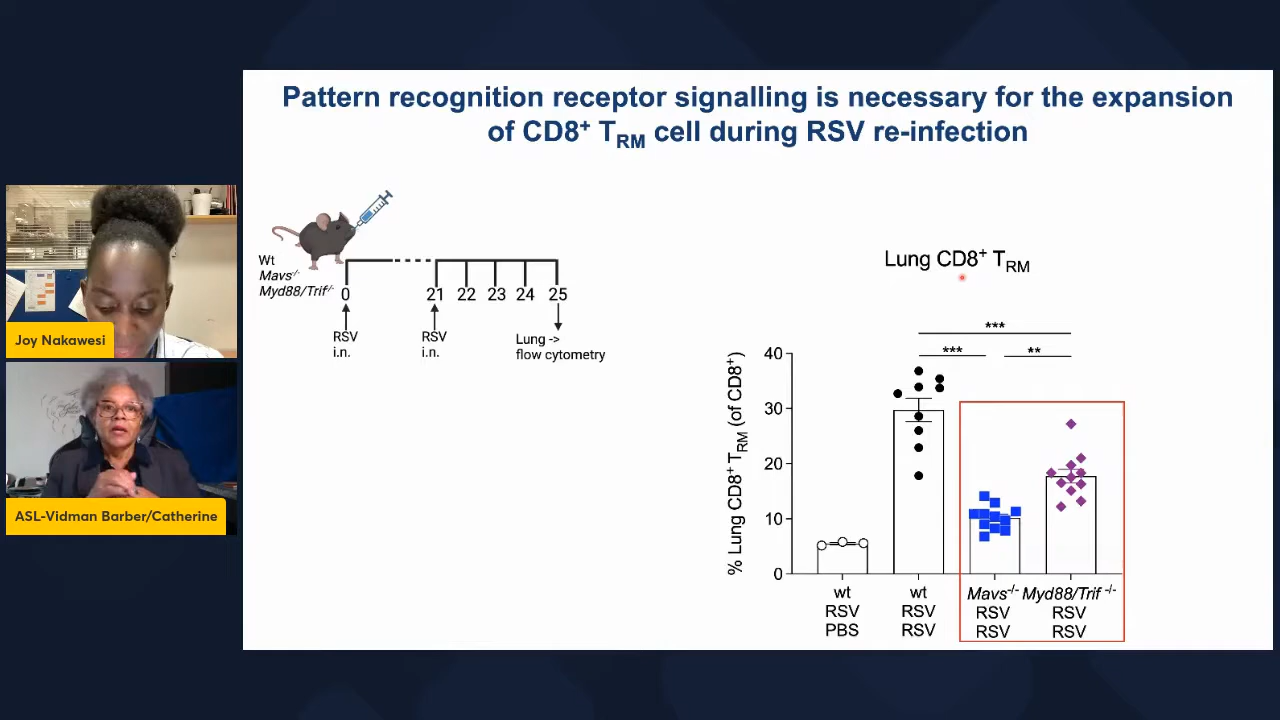 Pattern recognition receptor signalling is necessary for the expansion
of CD8+ TRM cell during RSV re-infection
Wt
Mavs-/-
Myd88/Trif-/-
0
21
22
23
24
25
RSV
i.n.
RSV
i.n.
Lung ->
flow cytometry
Lung CD8+ TRM
***
***
**
% Lung CD8+ TRM (of CD8+)
40
30
20
10
0
wt
RSV
PBS
wt
RSV
RSV
Mavs-/-
RSV
RSV
Myd88/Trif -/-
RSV
RSV
Joy Nakawesi
ASL-Vidman Barber/Catherine